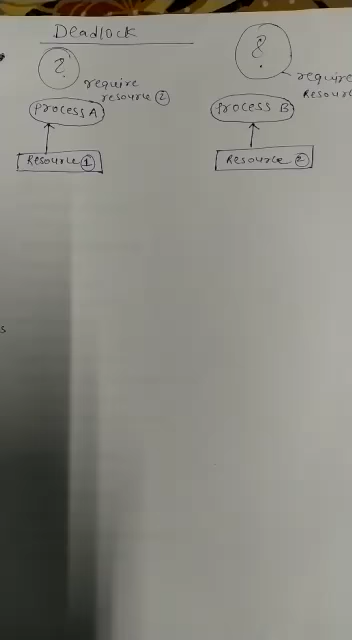 Deadlock
?
require
resource ②
Process A
Resource ①
?
require
Process B
Resource ②